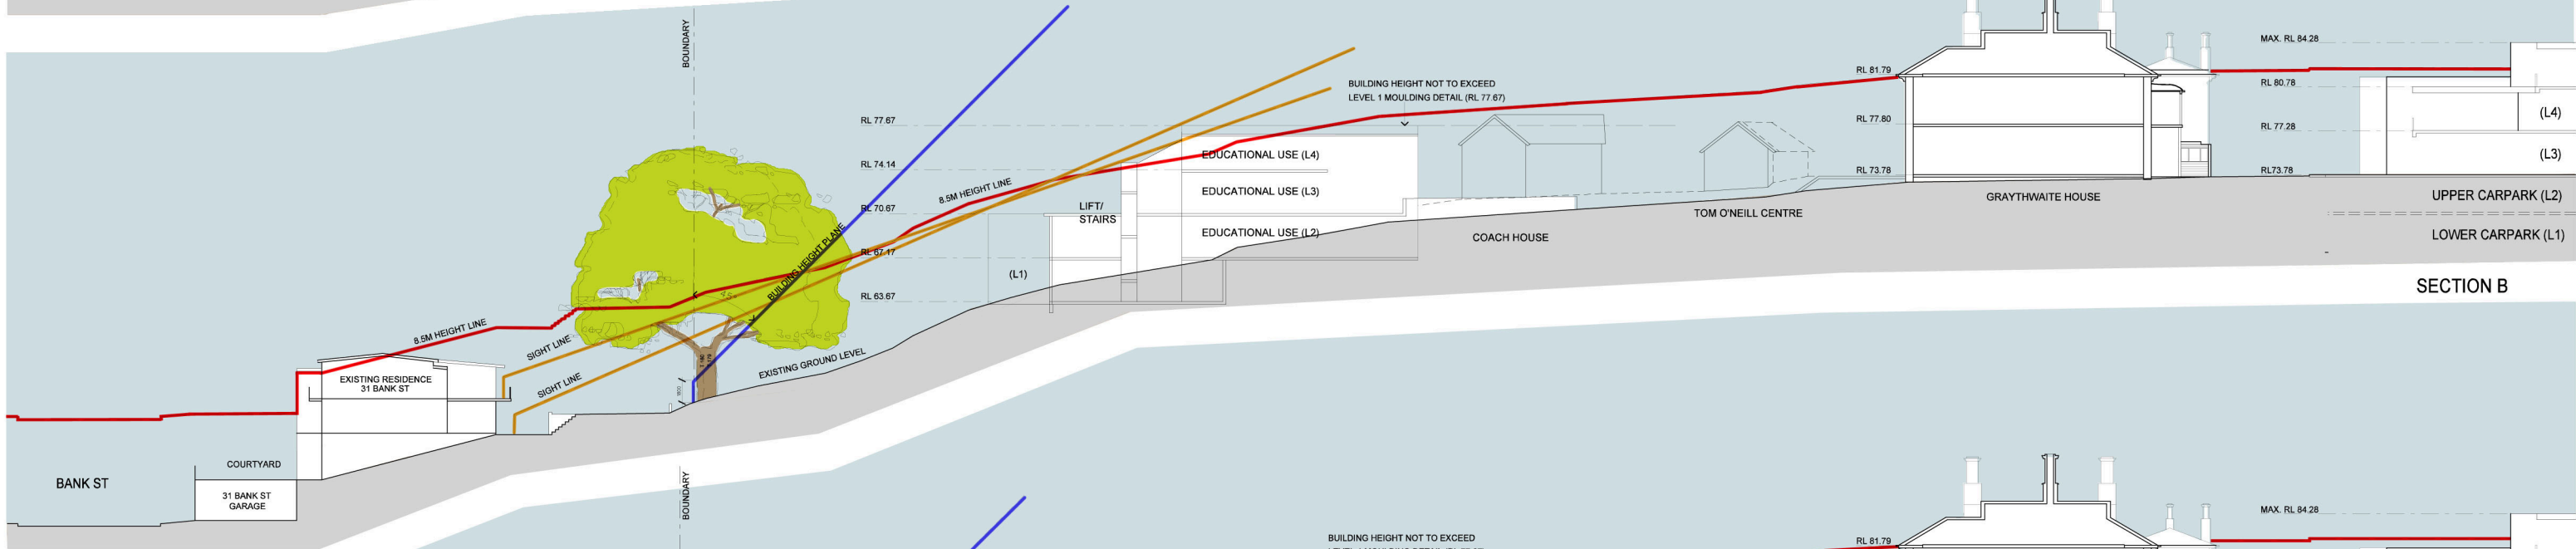 BOUNDARY
MAX. RL 84.28
BUILDING HEIGHT NOT TO EXCEED
LEVEL 1 MOULDING DETAIL (RL 77.67)
RL 81.79
RL 80.78
(L4)
RL 77.67
RL 77.80
RL 77.28
EDUCATIONAL USE (L4)
(L3)
RL 74.14
RL 73.78
RL73.78
8.5M HEIGHT LINE
EDUCATIONAL USE (L3)
GRAYTHWAITE HOUSE
UPPER CARPARK (L2)
RL 70.67
LIFT/
STAIRS
TOM O'NEILL CENTRE
EDUCATIONAL USE (L2)
COACH HOUSE
LOWER CARPARK (L1)
BUILDING HEIGHT PLANE
RL 67.17
(L1)
SECTION B
45°
RL 63.67
8.5M HEIGHT LINE
SIGHT LINE
EXISTING GROUND LEVEL
EXISTING RESIDENCE
31 BANK ST
SIGHT LINE
1800
COURTYARD
BANK ST
31 BANK ST
GARAGE
BOUNDARY
MAX. RL 84.28
BUILDING HEIGHT NOT TO EXCEED
RL 81.79